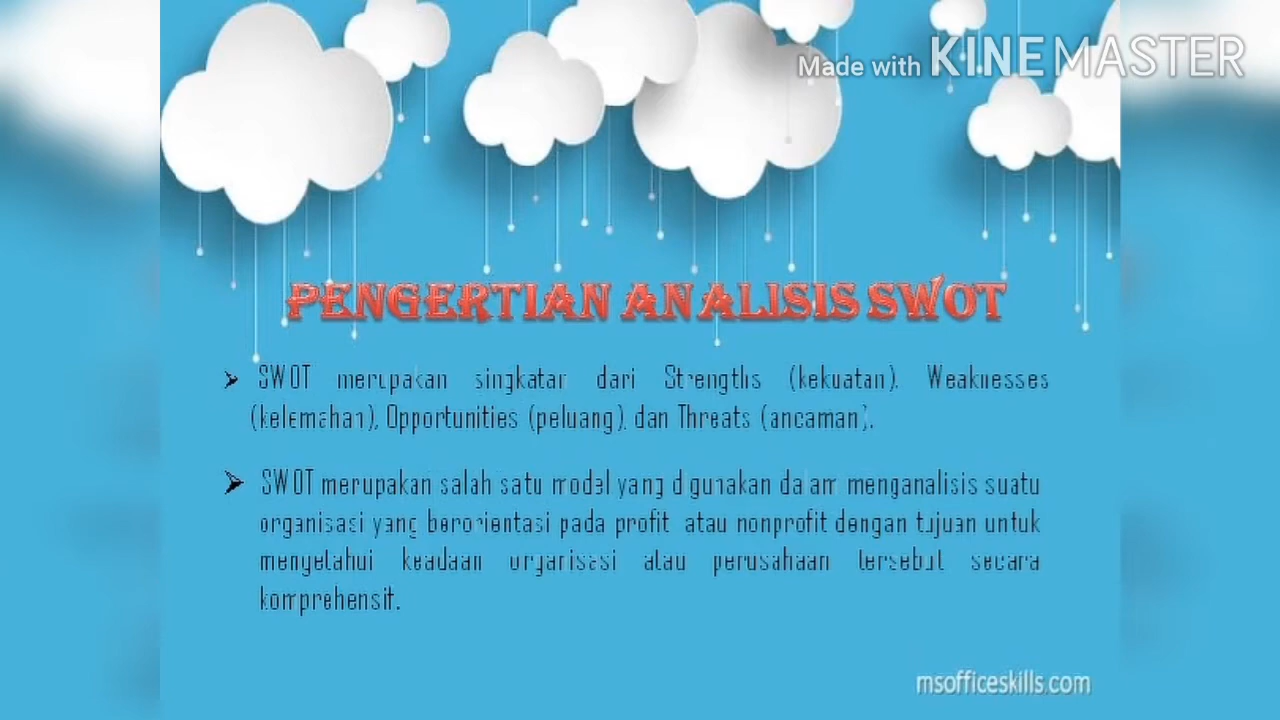 Made with KINEMASTER
PENGERTIAN ANALISIS SWOT
➢ SWOT merupakan singkatan dari Strengths (kekuatan), Weaknesses
(kelemahan), Opportunities (peluang), dan Threats (ancaman).
➢ SWOT merupakan salah satu model yang digunakan dalam menganalisis suatu
organisasi yang berorientasi pada profit atau nonprofit dengan tujuan untuk
mengetahui keadaan organisasi atau perusahaan tersebut secara
komprehensif.
msofficeskills.com